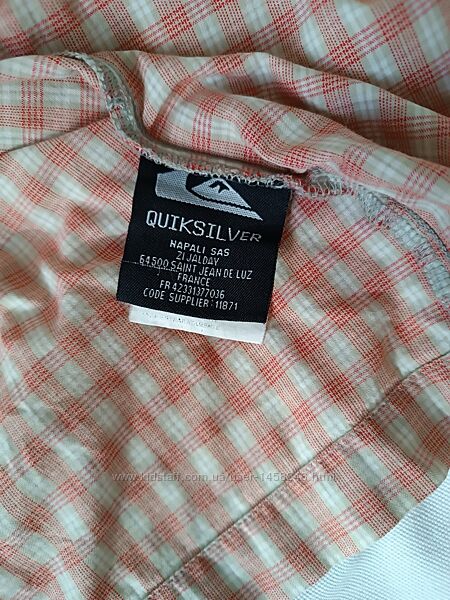 QUIKSILVER
NAPALI SAS
ZI JALDAY
64500 SAINT JEAN DE LUZ
FRANCE
FR 42331377036
CODE SUPPLIER : 11871